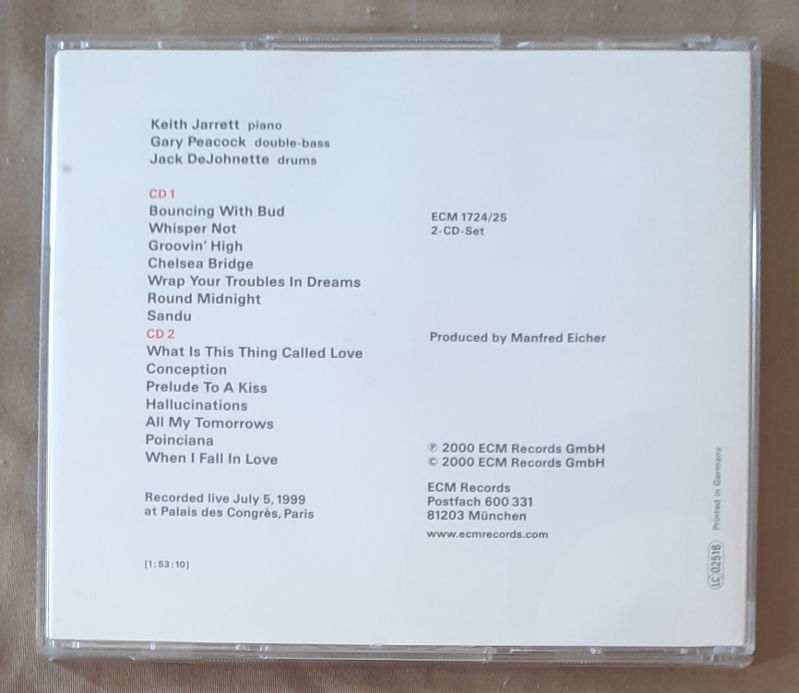 Keith Jarrett piano
Gary Peacock double-bass
Jack DeJohnette drums
CD 1
Bouncing With Bud
Whisper Not
Groovin' High
Chelsea Bridge
Wrap Your Troubles In Dreams
Round Midnight
Sandu
CD 2
What Is This Thing Called Love
Conception
Prelude To A Kiss
Hallucinations
All My Tomorrows
Poinciana
When I Fall In Love
Recorded live July 5, 1999
at Palais des Congrès, Paris
[1:53:10]
ECM 1724/25
2-CD-Set
Produced by Manfred Eicher
℗ 2000 ECM Records GmbH
© 2000 ECM Records GmbH
ECM Records
Postfach 600 331
81203 München
www.ecmrecords.com
LC 02516
Printed in Germany